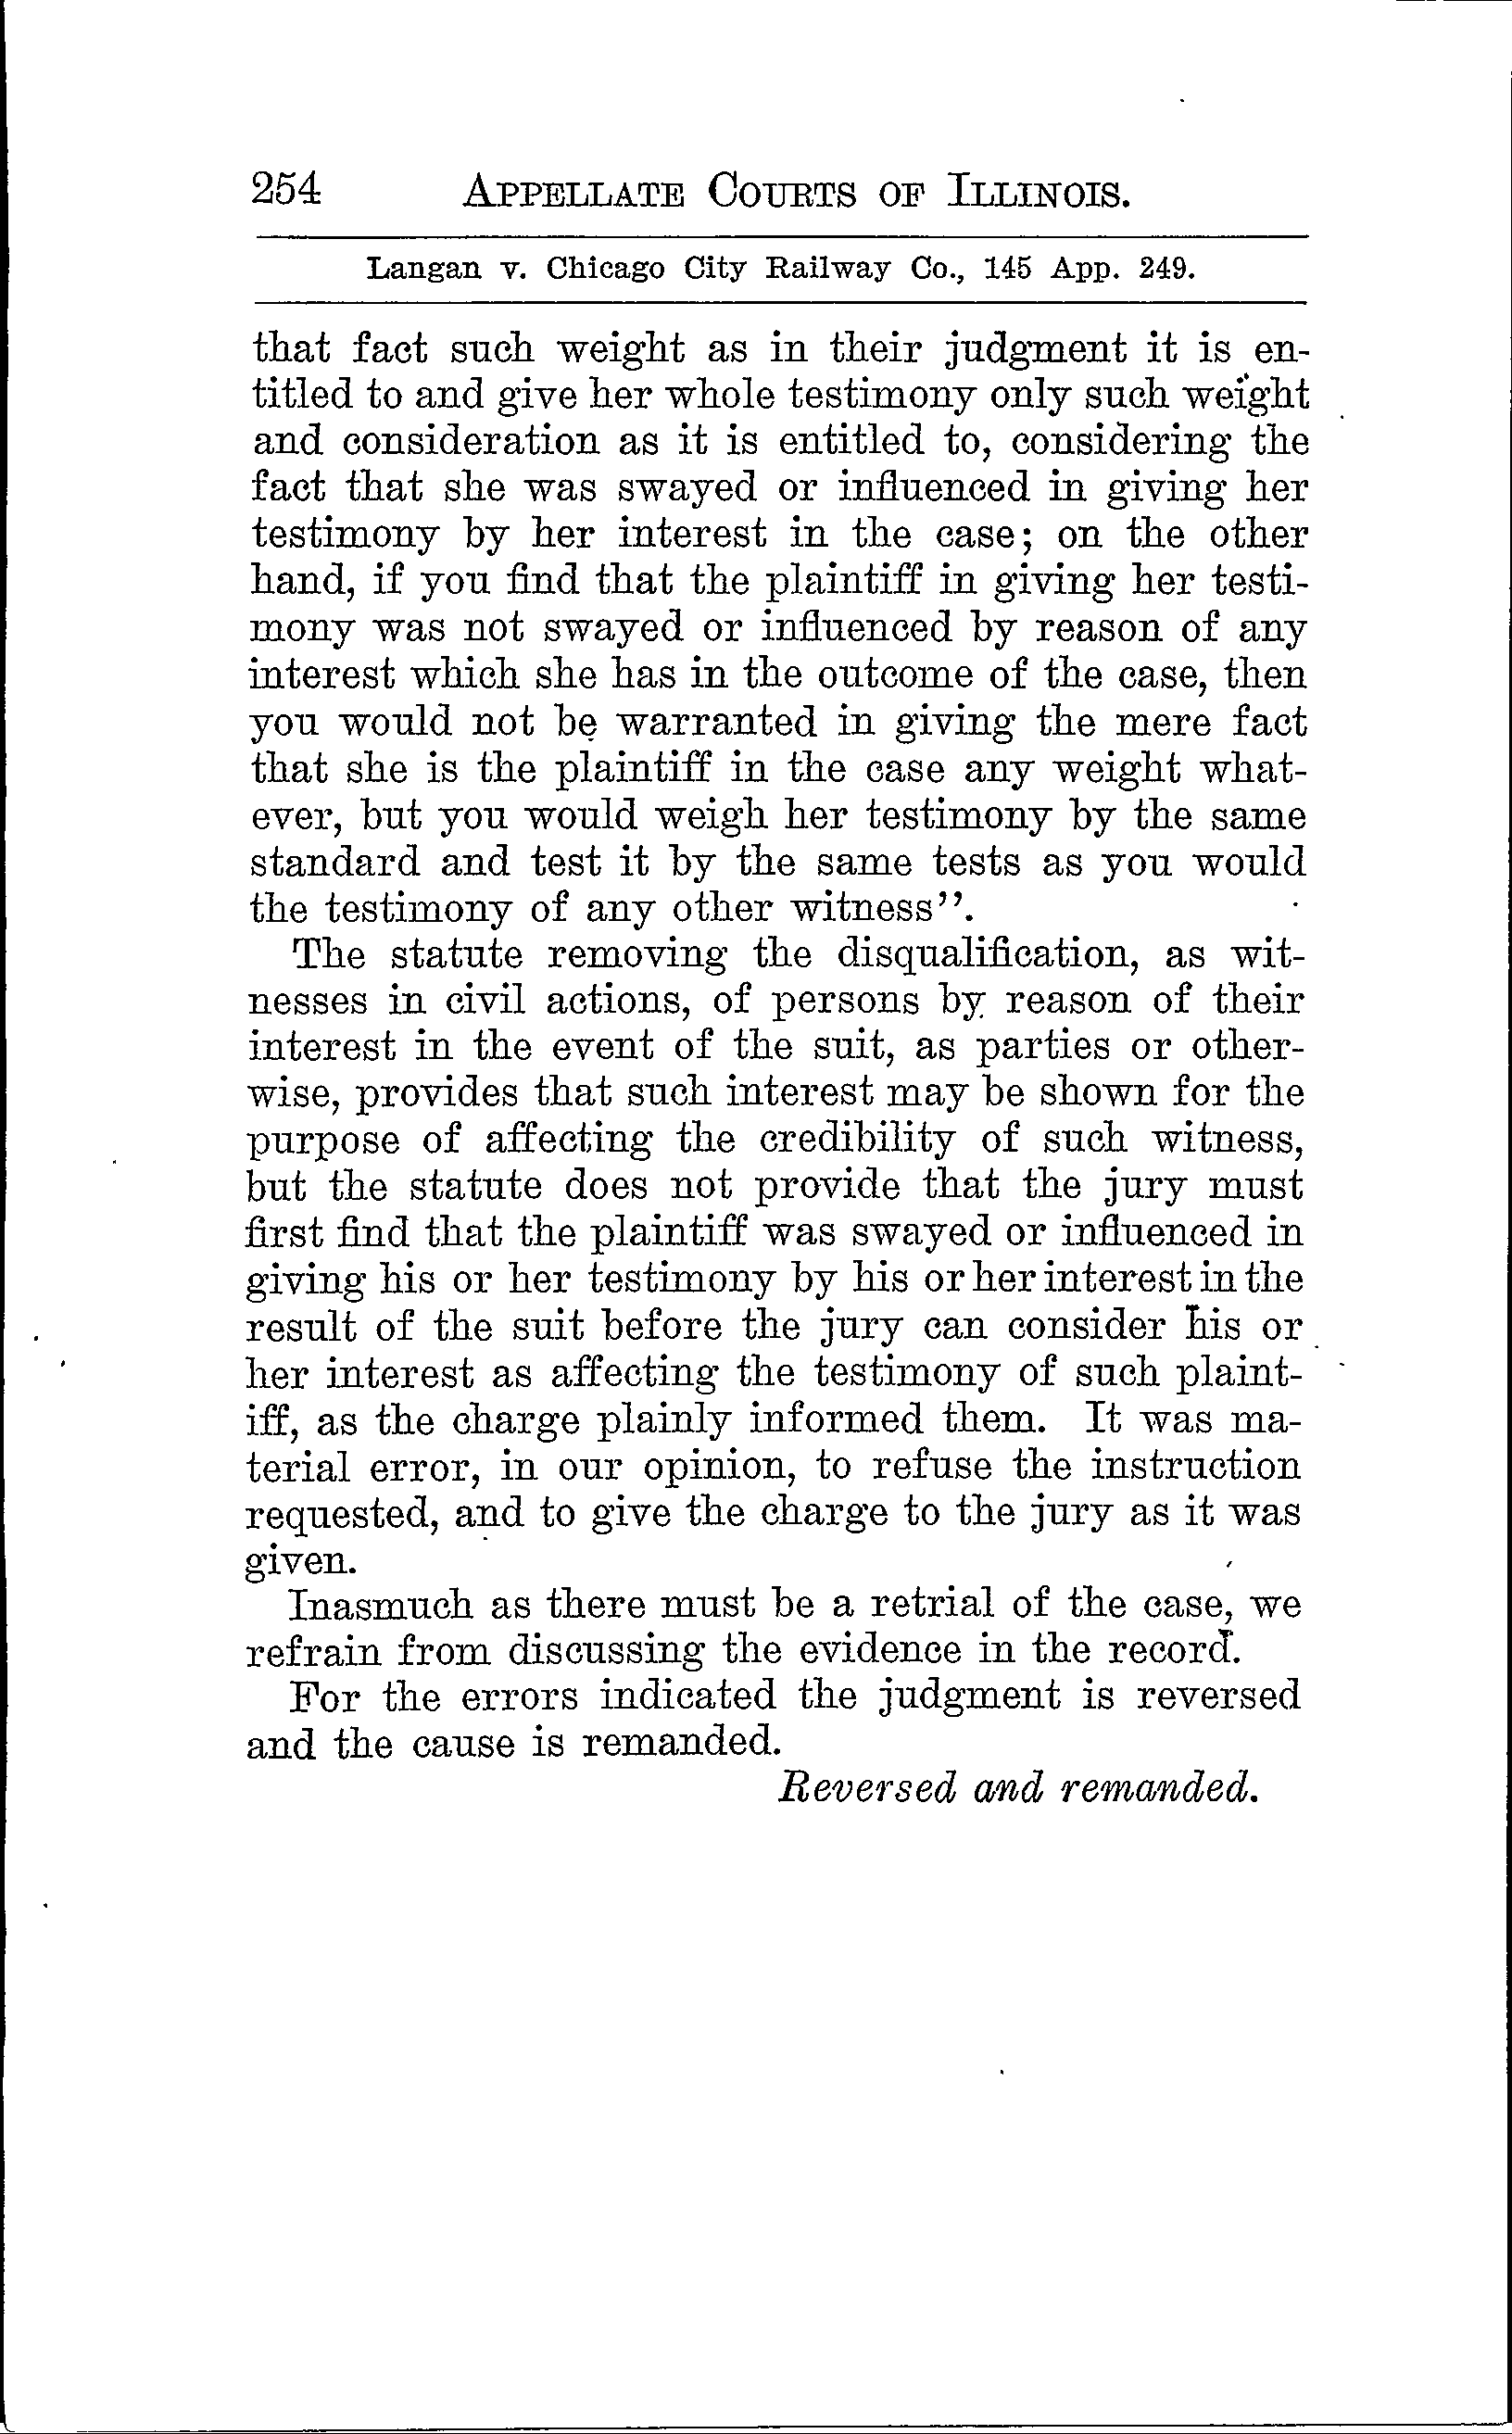 254 APPELLATE COURTS OF ILLINOIS.
Langan v. Chicago City Railway Co., 145 App. 249.
that fact such weight as in their judgment it is en-
titled to and give her whole testimony only such weight
and consideration as it is entitled to, considering the
fact that she was swayed or influenced in giving her
testimony by her interest in the case; on the other
hand, if you find that the plaintiff in giving her testi-
mony was not swayed or influenced by reason of any
interest which she has in the outcome of the case, then
you would not be warranted in giving the mere fact
that she is the plaintiff in the case any weight what-
ever, but you would weigh her testimony by the same
standard and test it by the same tests as you would
the testimony of any other witness''.
The statute removing the disqualification, as wit-
nesses in civil actions, of persons by reason of their
interest in the event of the suit, as parties or other-
wise, provides that such interest may be shown for the
purpose of affecting the credibility of such witness,
but the statute does not provide that the jury must
first find that the plaintiff was swayed or influenced in
giving his or her testimony by his or her interest in the
result of the suit before the jury can consider his or
her interest as affecting the testimony of such plaint-
iff, as the charge plainly informed them. It was ma-
terial error, in our opinion, to refuse the instruction
requested, and to give the charge to the jury as it was
given.
Inasmuch as there must be a retrial of the case, we
refrain from discussing the evidence in the record.
For the errors indicated the judgment is reversed
and the cause is remanded.
Reversed and remanded.